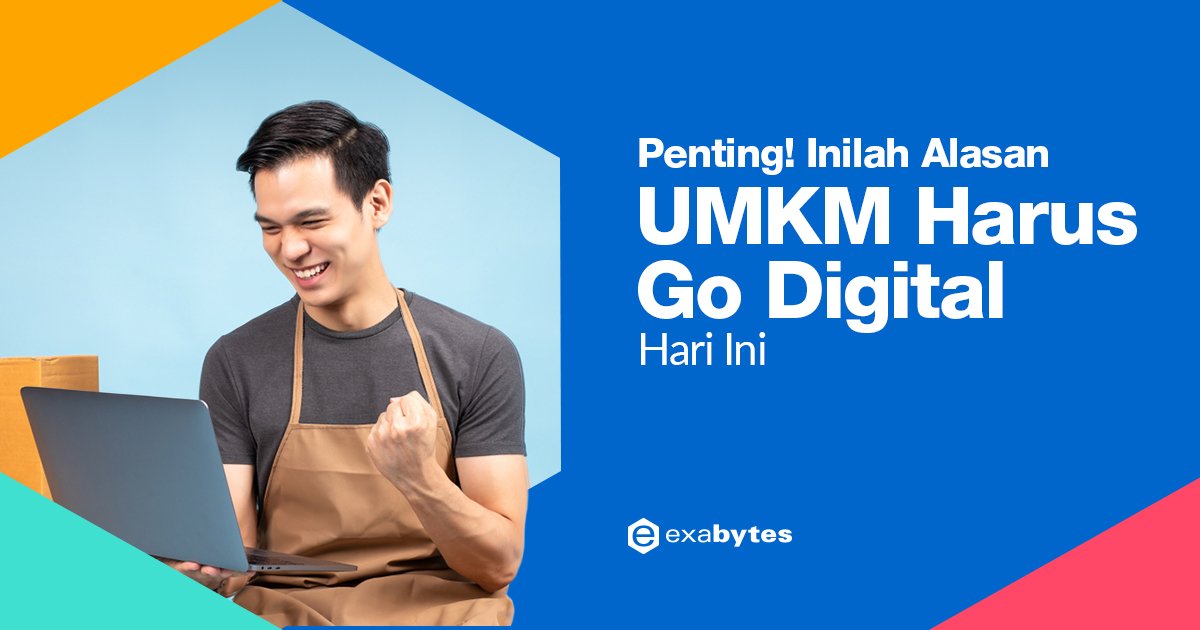 Penting! Inilah Alasan
UMKM Harus
Go Digital
Hari Ini
exabytes